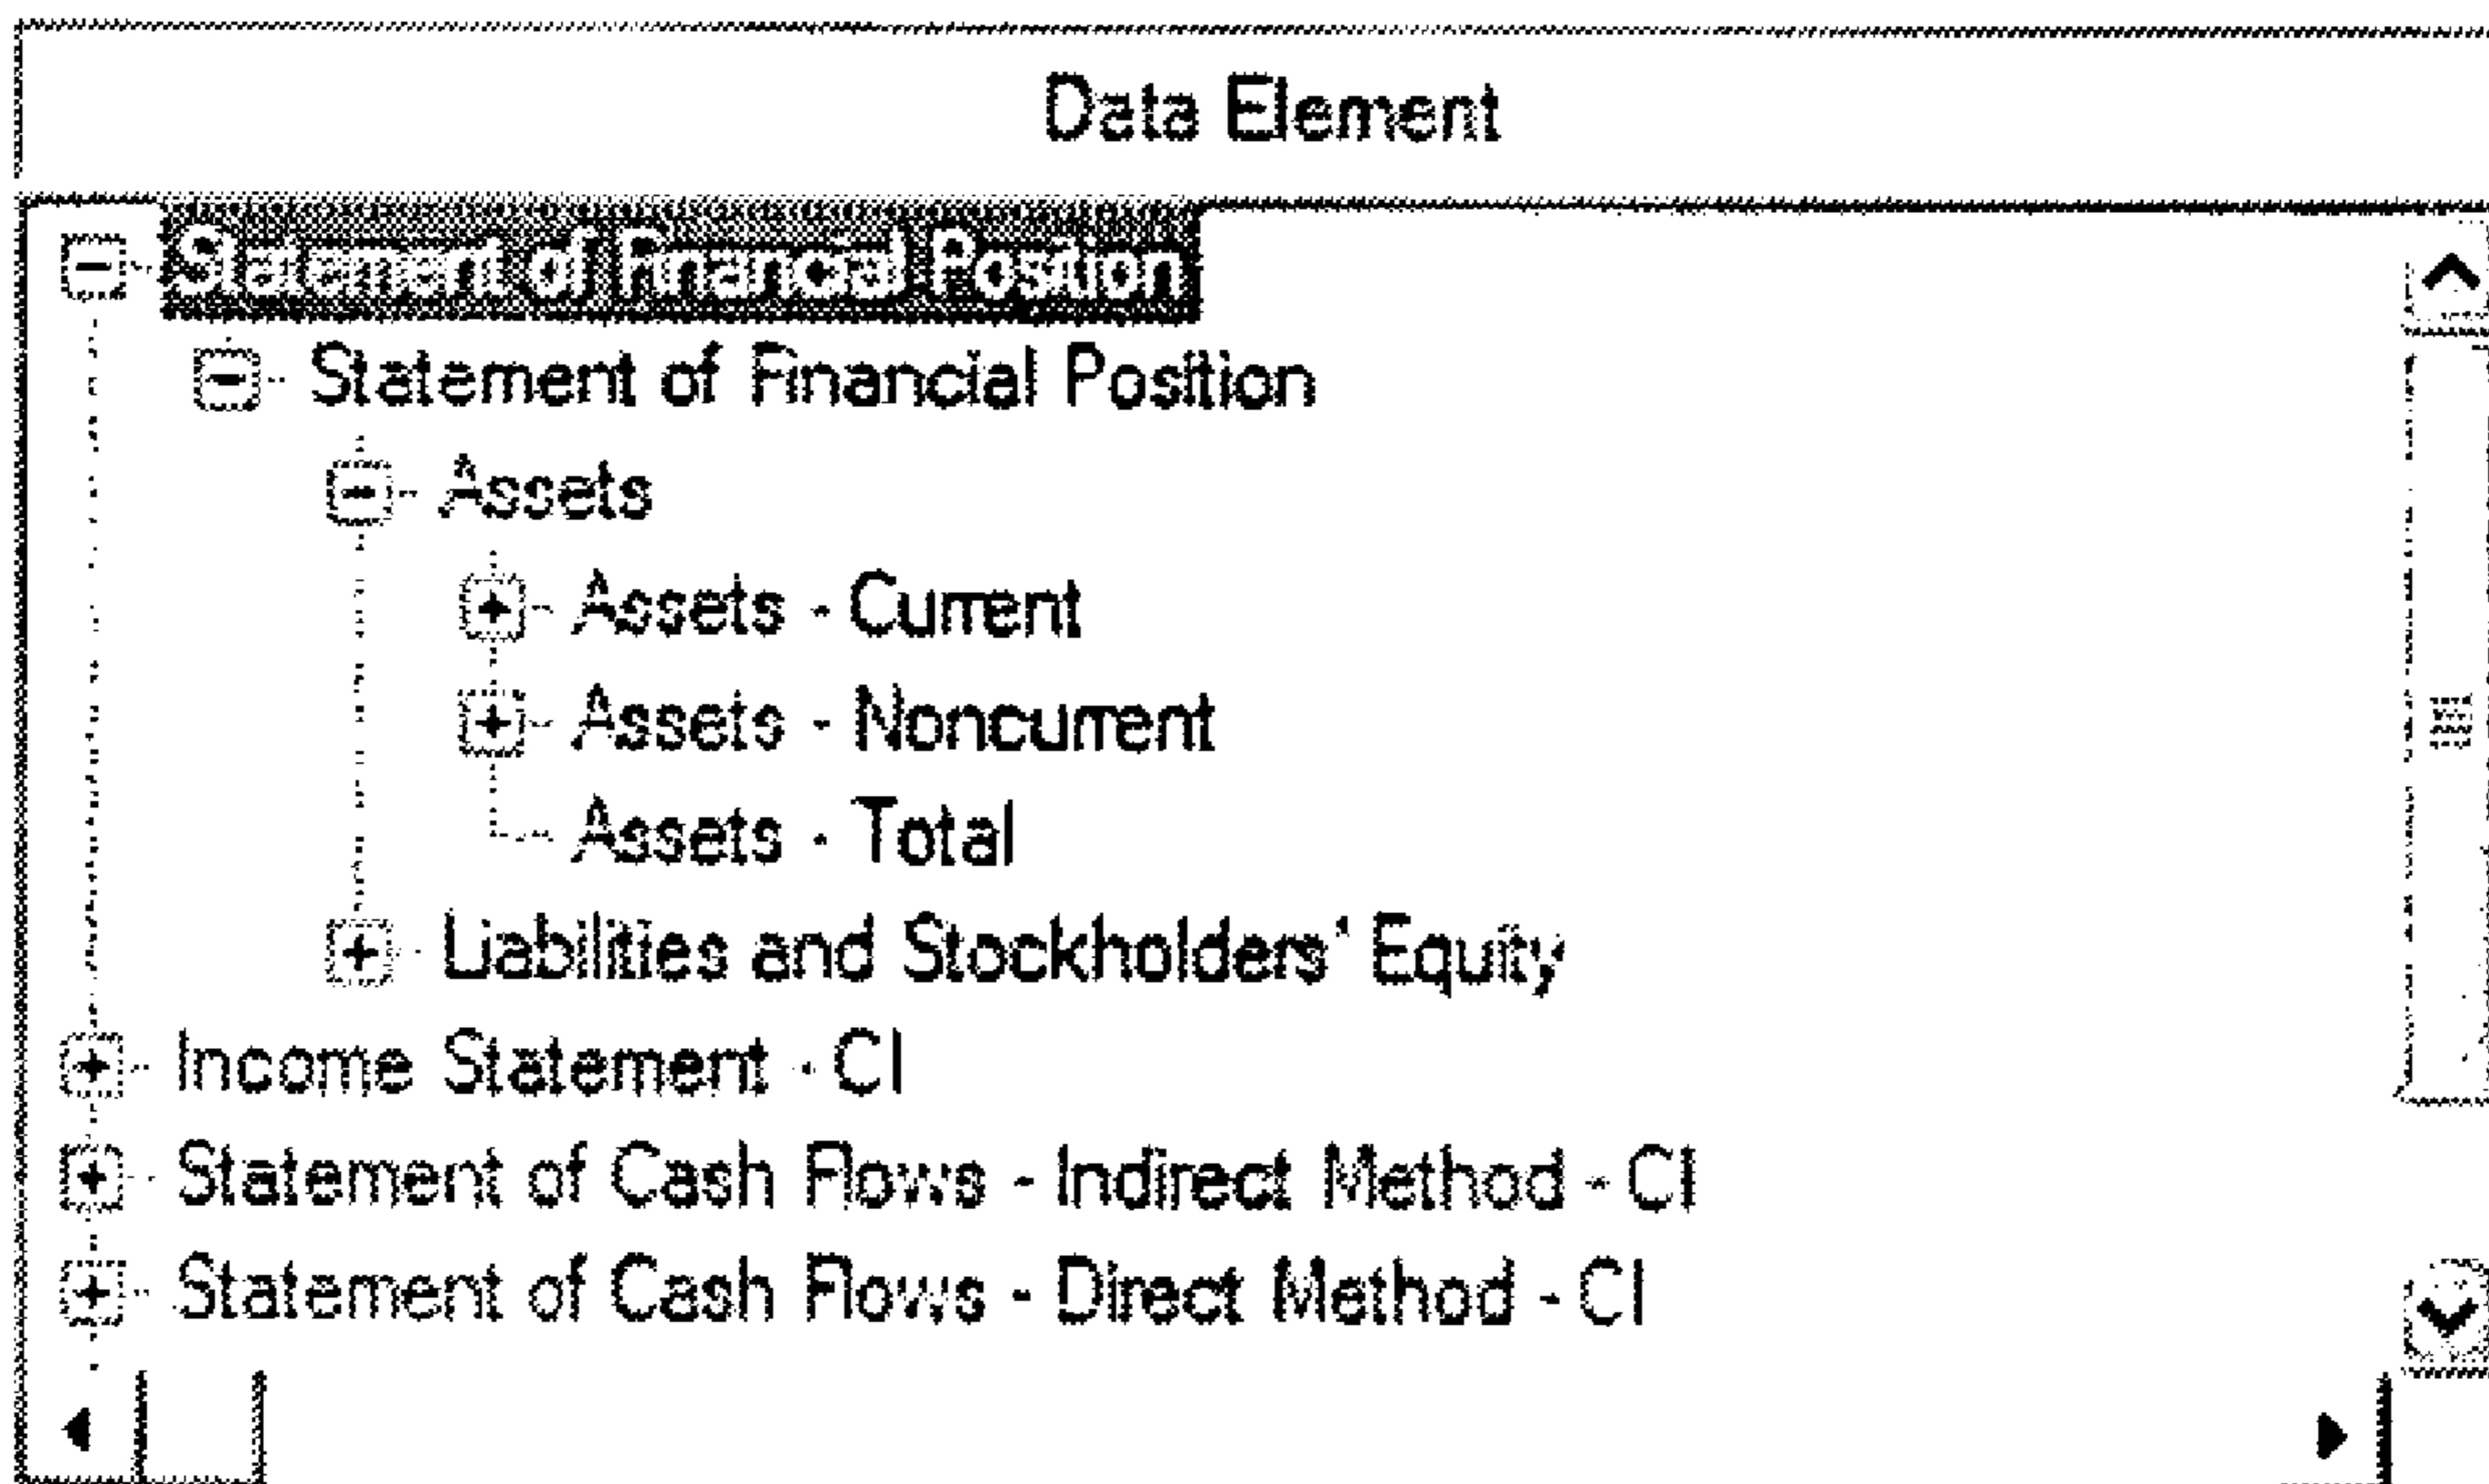 Data Element
Statement of Financial Position
Statement of Financial Position
Assets
Assets - Current
Assets - Noncurrent
Assets - Total
Liabilities and Stockholders' Equity
Income Statement - CI
Statement of Cash Flows - Indirect Method - CI
Statement of Cash Flows - Direct Method - CI